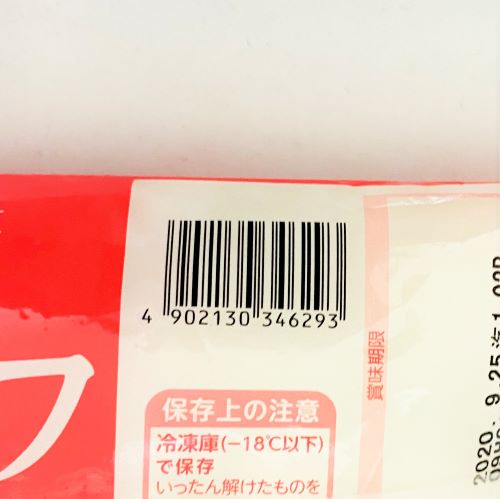 4 902130 346293
賞味期限
2020. 9.25
保存上の注意
冷凍庫(−18℃以下)
で保存
いったん解けたものを